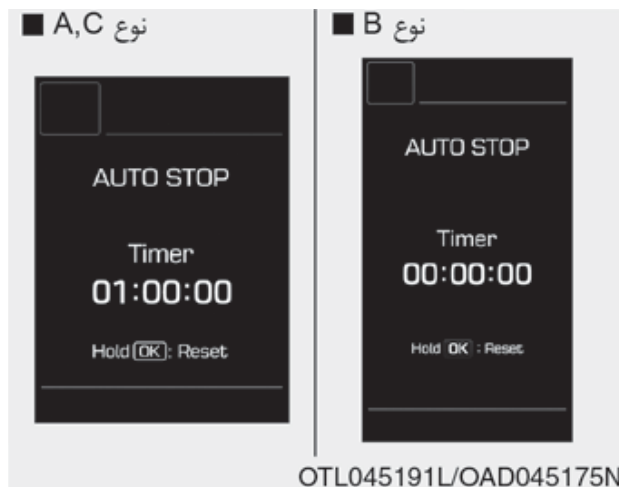 ■ A,C نوع
AUTO STOP
Timer
01:00:00
Hold OK : Reset
■ B نوع
AUTO STOP
Timer
00:00:00
Hold OK : Reset
OTL045191L/OAD045175N